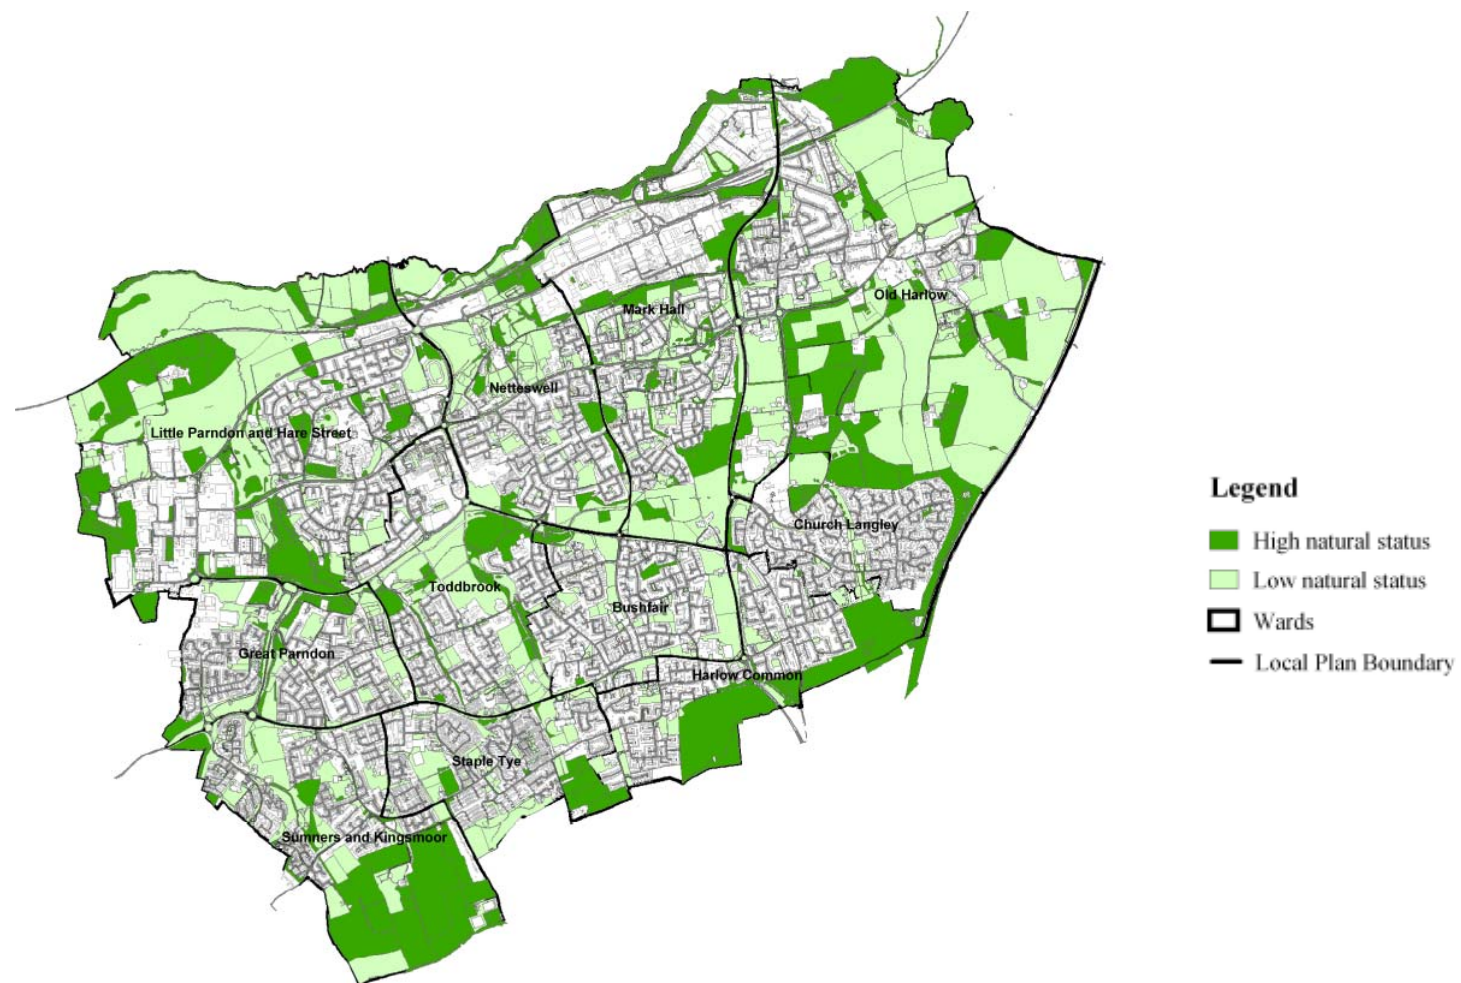 Old Harlow
Mark Hall
Netteswell
Little Parndon and Hare Street
Church Langley
Toddbrook
Bushfair
Great Parndon
Harlow Common
Staple Tye
Sumners and Kingsmoor
Legend
High natural status
Low natural status
Wards
Local Plan Boundary